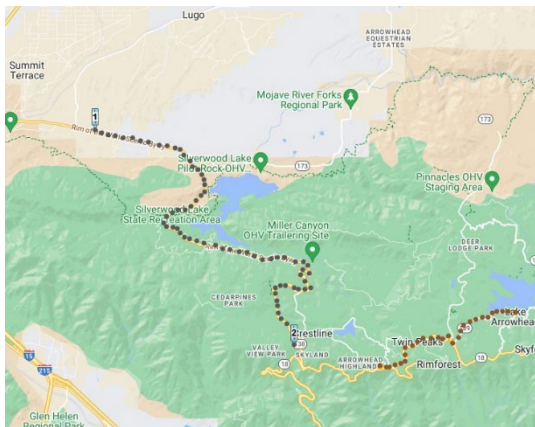 Lugo
Summit
Terrace
ARROWHEAD
EQUESTRIAN
ESTATES
Mojave River Forks
Regional Park
1
173
Silverwood Lake
Pilot Rock OHV...
173
Pinnacles OHV
Staging Area
Silverwood Lake
State Recreation Area
Miller Canyon
OHV Trailering Site
DEER
LODGE PARK
CEDARPINES
PARK
2
Crestline
Lake
Arrowhead
Twin Peaks
VALLEY
VIEW PARK
SKYLAND
ARROWHEAD
HIGHLAND
Rimforest
18
Skyfo
18
15
215
Glen Helen
Regional Park